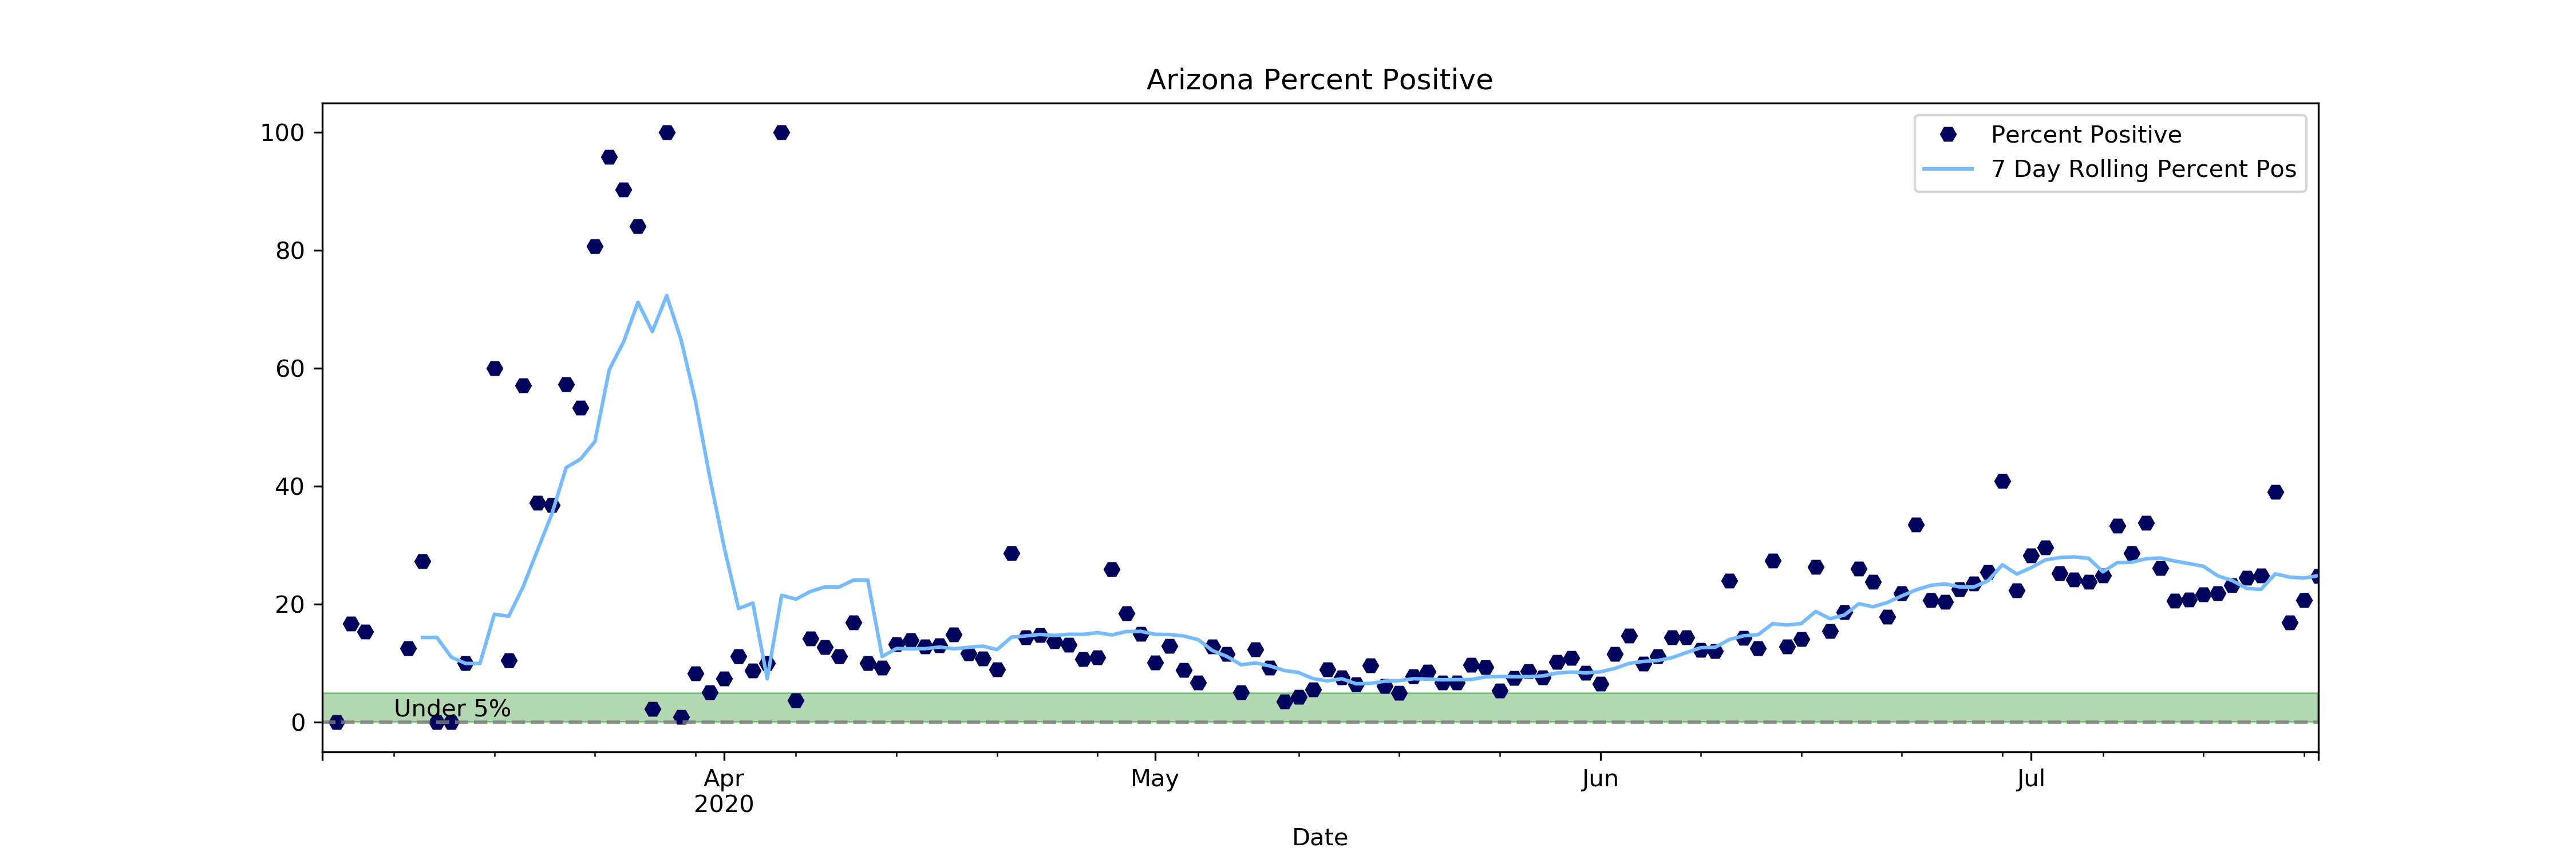 Arizona Percent Positive
100
80
60
40
20
0
Percent Positive
7 Day Rolling Percent Pos
Under 5%
Apr
2020
May
Jun
Jul
Date